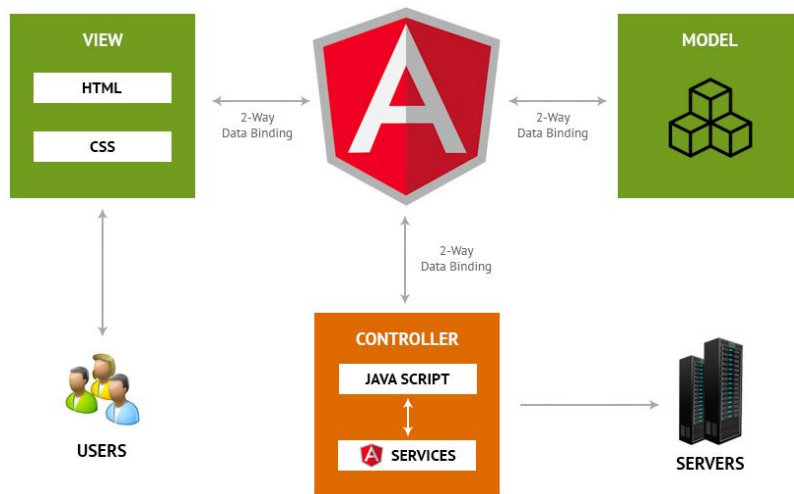 VIEW
HTML
CSS
2-Way
Data Binding
2-Way
Data Binding
MODEL
2-Way
Data Binding
USERS
CONTROLLER
JAVA SCRIPT
SERVICES
SERVERS